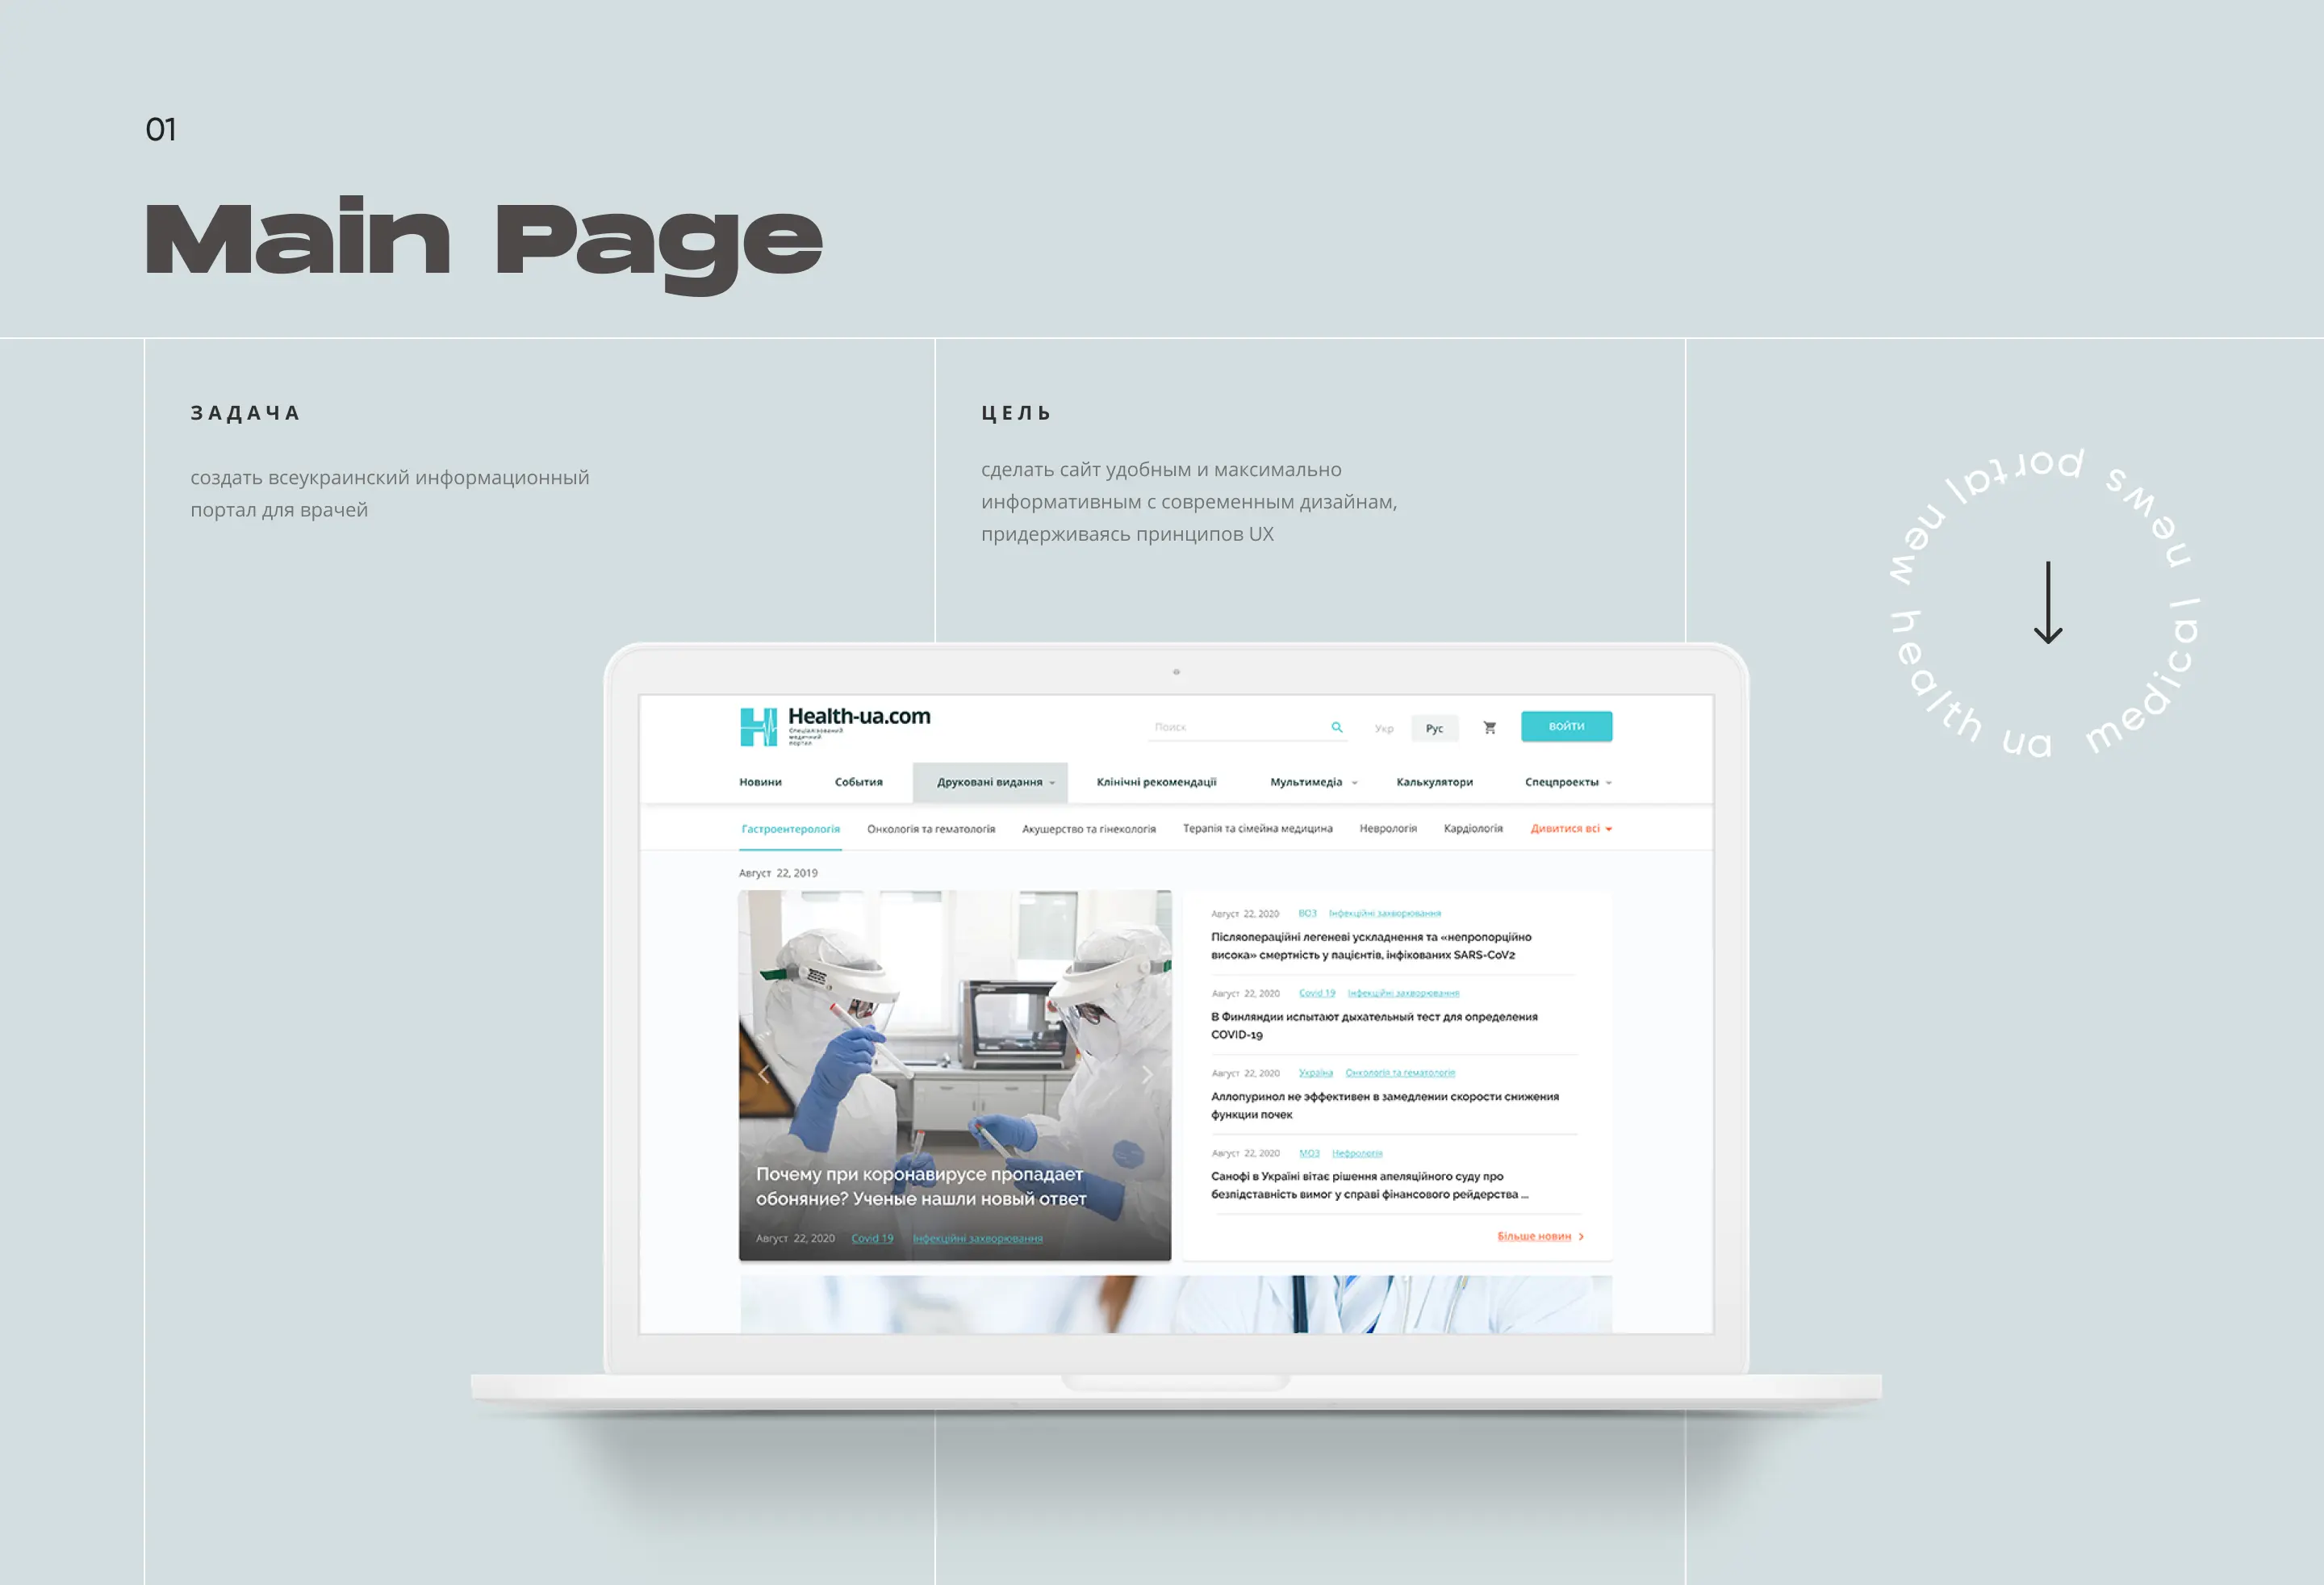 01
Main Page
ЗАДАЧА
создать всеукраинский информационный
портал для врачей
ЦЕЛЬ
сделать сайт удобным и максимально
информативным с современным дизайнам,
придерживаясь принципов UX
new health ua medical news portal
Health-ua.com
Спеціалізований
медичний
портал
Поиск
Укр
Рус
ВОЙТИ
Новини
События
Друковані видання
Клінічні рекомендації
Мультимедіа
Калькулятори
Спецпроекты
Гастроентерологія
Онкологія та гематологія
Акушерство та гінекологія
Терапія та сімейна медицина
Неврологія
Кардіологія
Дивитися всі
Август 22, 2019
Почему при коронавирусе пропадает
обоняние? Ученые нашли новый ответ
Август 22, 2020 Covid 19 Інфекційні захворювання
Август 22, 2020 ВОЗ Інфекційні захворювання
Післяопераційні легеневі ускладнення та «непропорційно
висока» смертність у пацієнтів, інфікованих SARS-CoV2
Август 22, 2020 Covid 19 Інфекційні захворювання
В Финляндии испытают дыхательный тест для определения
COVID-19
Август 22, 2020 Україна Онкологія та гематологія
Аллопуринол не эффективен в замедлении скорости снижения
функции почек
Август 22, 2020 МОЗ Нефрологія
Санофі в Україні вітає рішення апеляційного суду про
безпідставність вимог у справі фінансового рейдерства ...
Більше новин